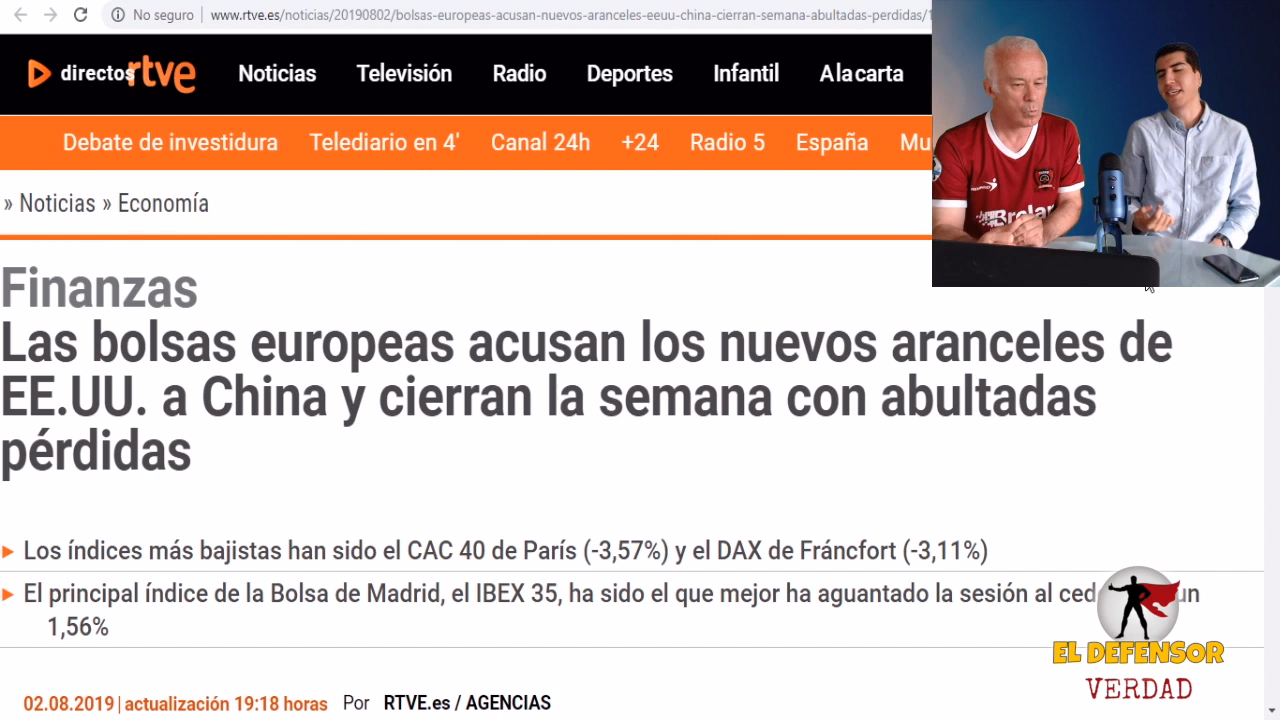 No seguro
www.rtve.es/noticias/20190802/bolsas-europeas-acusan-nuevos-aranceles-eeuu-china-cierran-semana-abultadas-perdidas/
directos rtve Noticias Televisión Radio Deportes Infantil A la carta
Debate de investidura Telediario en 4' Canal 24h +24 Radio 5 España
» Noticias » Economía
Finanzas
Las bolsas europeas acusan los nuevos aranceles de
EE.UU. a China y cierran la semana con abultadas
pérdidas
Los índices más bajistas han sido el CAC 40 de París (-3,57%) y el DAX de Fráncfort (-3,11%)
El principal índice de la Bolsa de Madrid, el IBEX 35, ha sido el que mejor ha aguantado la sesión al ced un
1,56%
EL DEFENSOR
VERDAD
02.08.2019 | actualización 19:18 horas Por RTVE.es / AGENCIAS